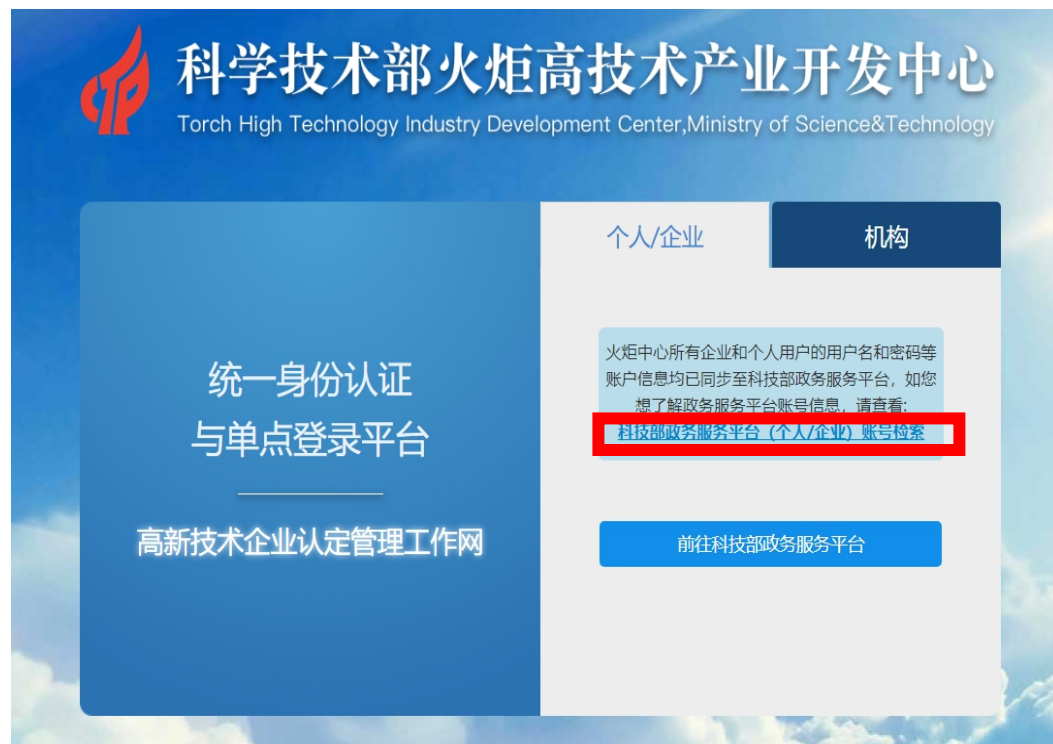 科学技术部火炬高技术产业开发中心
Torch High Technology Industry Development Center,Ministry of Science&Technology
个人/企业
机构
统一身份认证
与单点登录平台
高新技术企业认定管理工作网
火炬中心所有企业和个人用户的用户名和密码等
账户信息均已同步至科技部政务服务平台，如您
想了解政务服务平台账号信息，请查看:
科技部政务服务平台（个人/企业）账号检索
前往科技部政务服务平台